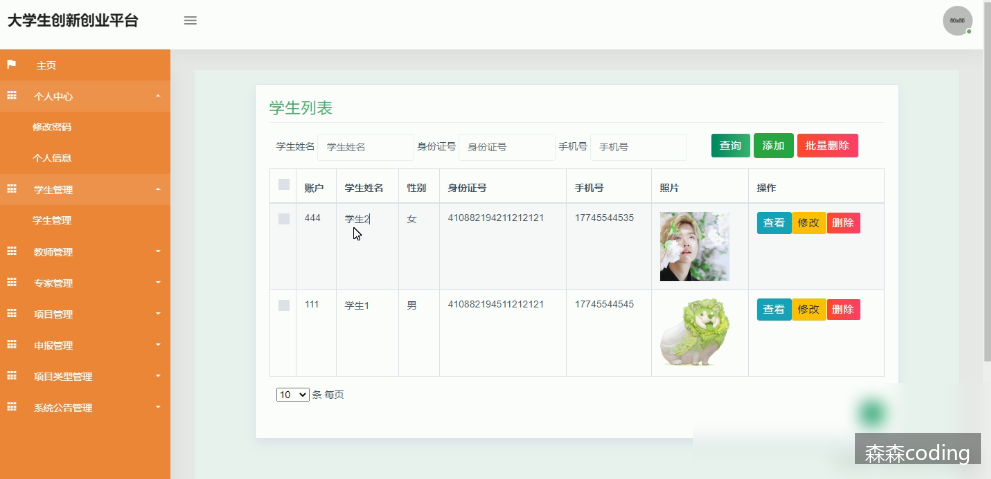 大学生创新创业平台
60x60
主页
个人中心
修改密码
个人信息
学生管理
学生管理
教师管理
专家管理
项目管理
申报管理
项目类型管理
系统公告管理
学生列表
学生姓名 学生姓名 身份证号 身份证号 手机号 手机号 查询 添加 批量删除
账户 学生姓名 性别 身份证号 手机号 照片 操作
444 学生2 女 410882194211212121 17745544535 查看 修改 删除
111 学生1 男 410882194511212121 17745544545 查看 修改 删除
10 条 每页
森森coding